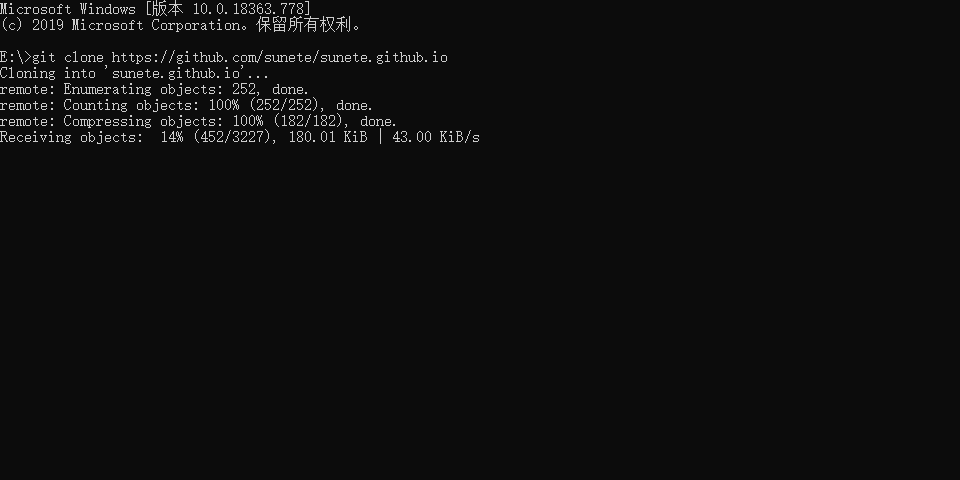 Microsoft Windows [版本 10.0.18363.778]
(c) 2019 Microsoft Corporation。保留所有权利。
E:\>git clone https://github.com/sunete/sunete.github.io
Cloning into 'sunete.github.io'...
remote: Enumerating objects: 252, done.
remote: Counting objects: 100% (252/252), done.
remote: Compressing objects: 100% (182/182), done.
Receiving objects:  14% (452/3227), 180.01 KiB | 43.00 KiB/s